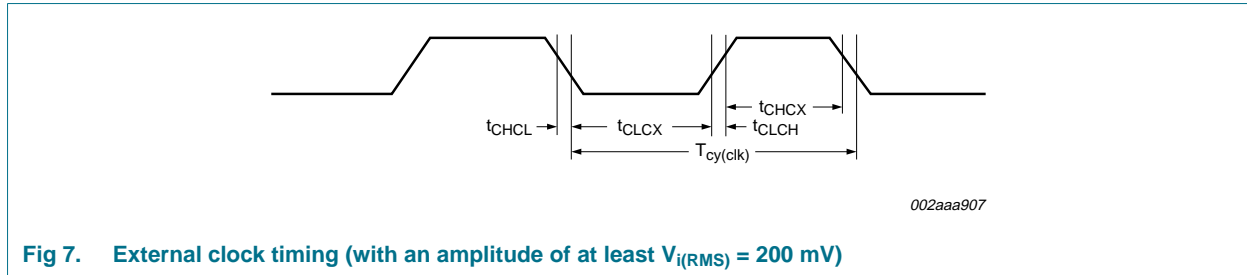 tCHCX
tCHCL tCLCX tCLCH
Tcy(clk)
002aaa907
Fig 7. External clock timing (with an amplitude of at least Vi(RMS) = 200 mV)